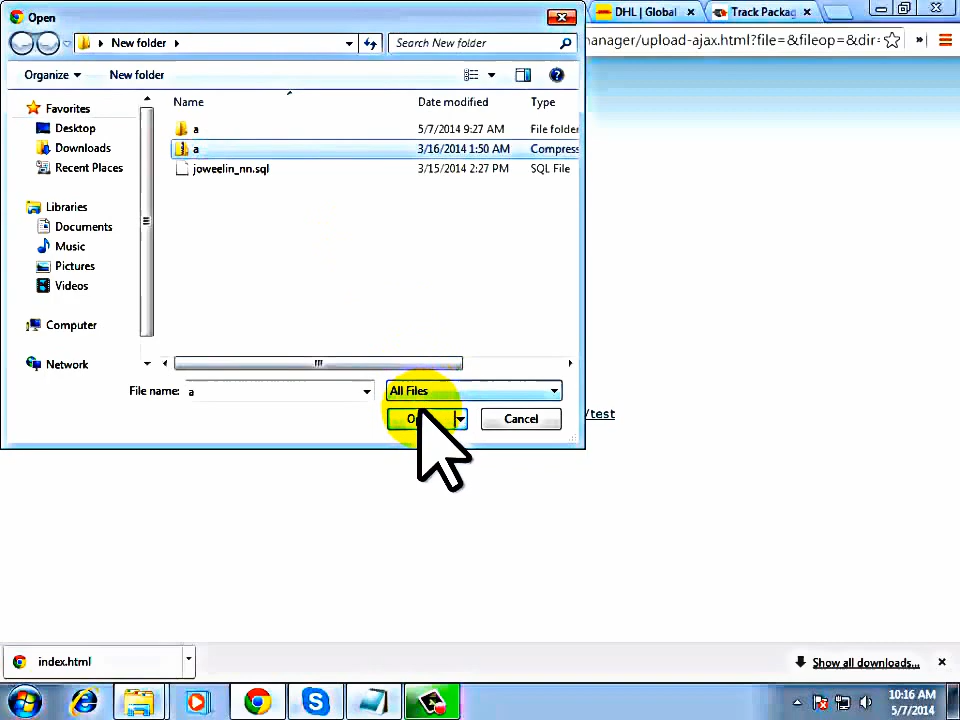 Open
DHL | Global
Track Packag
New folder
Search New folder
manager/upload-ajax.html?file=&fileop=&dir=
»
Organize
New folder
Name
Date modified
Type
Favorites
Desktop
Downloads
Recent Places
Libraries
Documents
Music
Pictures
Videos
Computer
Network
a 5/7/2014 9:27 AM File folder
a 3/16/2014 1:50 AM Compress
joweelin_nn.sql 3/15/2014 2:27 PM SQL File
File name: a
All Files
Cancel
/test
index.html
Show all downloads...
10:16 AM
5/7/2014